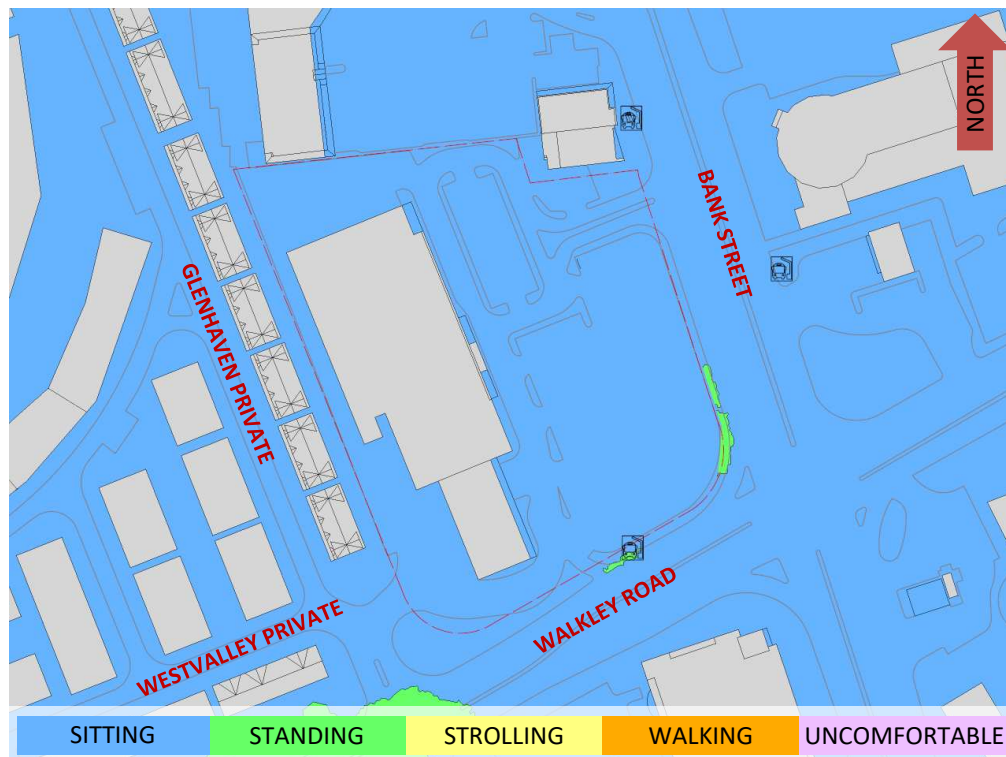 NORTH
BANK STREET
GLENHAVEN PRIVATE
WALKLEY ROAD
WESTVALLEY PRIVATE
SITTING
STANDING
STROLLING
WALKING
UNCOMFORTABLE